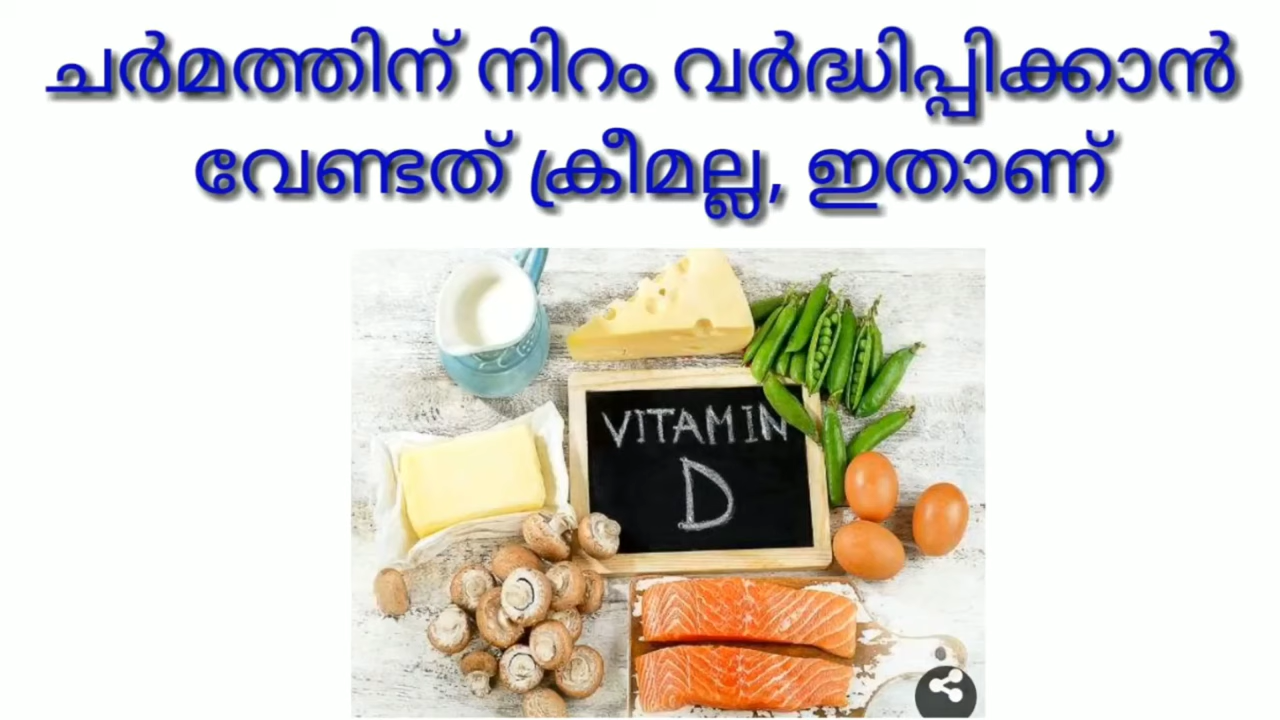 ചർമത്തിന് നിറം വർദ്ധിപ്പിക്കാൻ
വേണ്ടത് ക്രീമല്ല, ഇതാണ്
VITAMIN
D